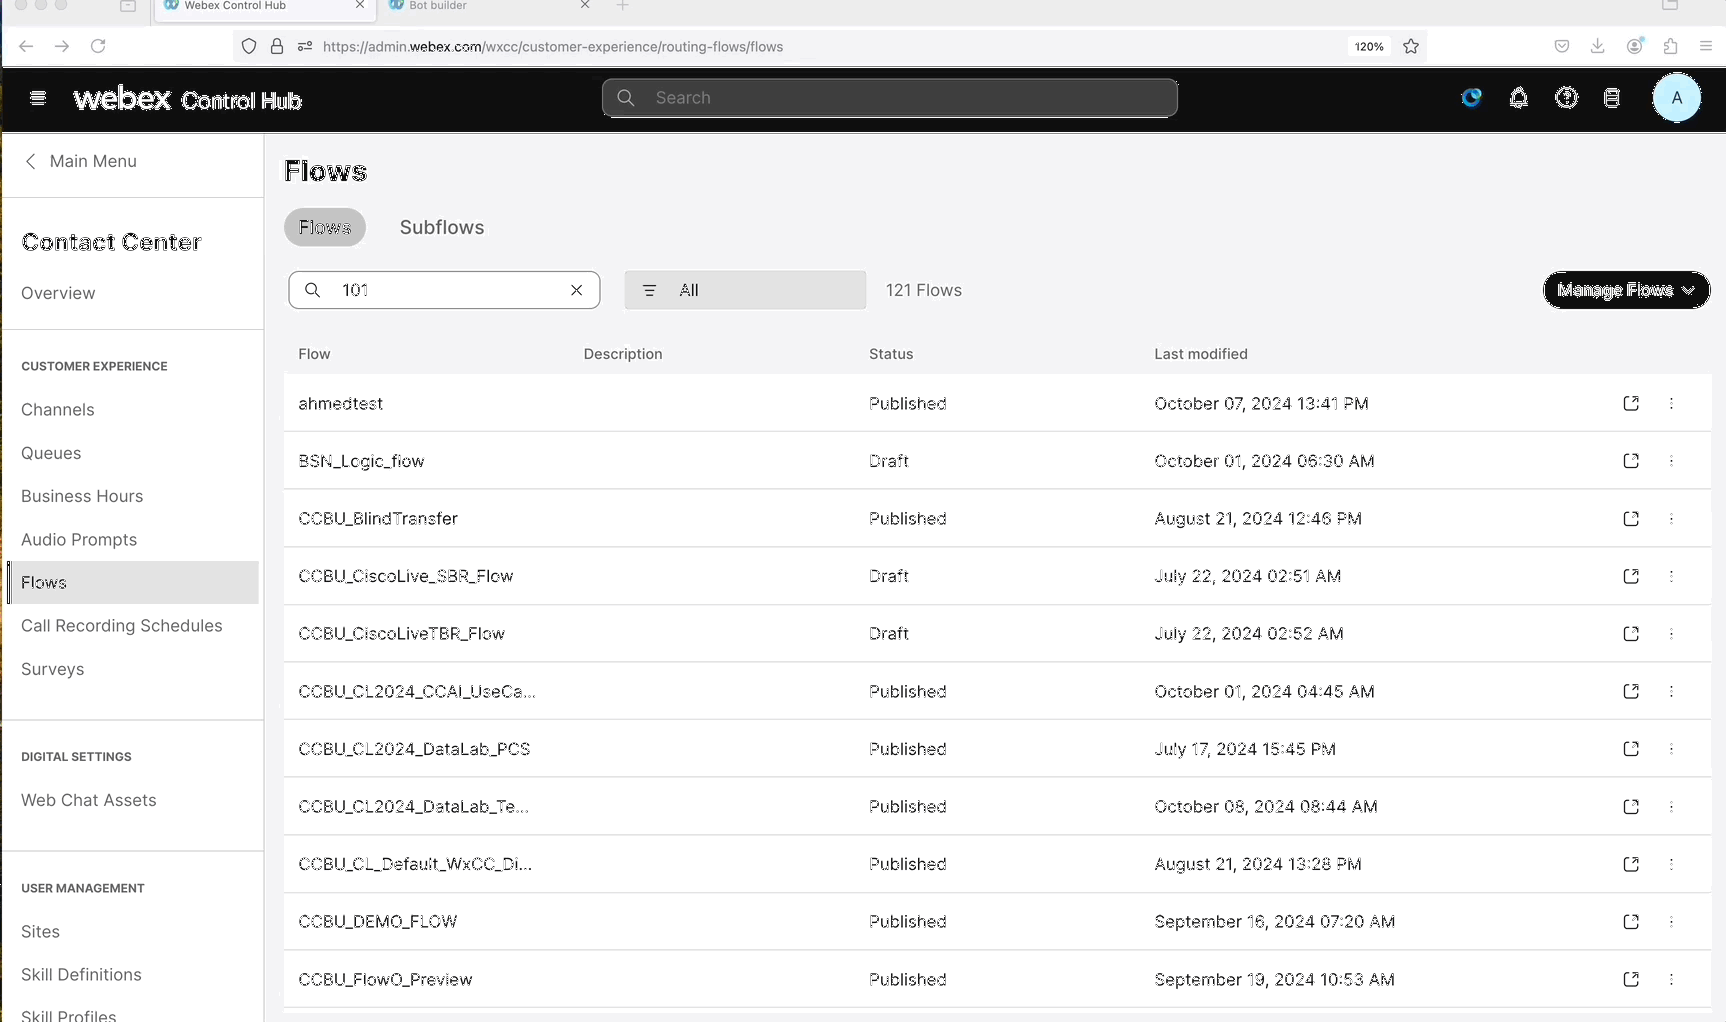 Webex Control Hub
Bot builder
https://admin.webex.com/wxcc/customer-experience/routing-flows/flows
120%
webex Control Hub
Search
A
Main Menu
Contact Center
Overview
CUSTOMER EXPERIENCE
Channels
Queues
Business Hours
Audio Prompts
Flows
Call Recording Schedules
Surveys
DIGITAL SETTINGS
Web Chat Assets
USER MANAGEMENT
Sites
Skill Definitions
Skill Profiles
Flows
Flows Subflows
101 All 121 Flows Manage Flows
Flow Description Status Last modified
ahmedtest Published October 07, 2024 13:41 PM
BSN_Logic_flow Draft October 01, 2024 06:30 AM
CCBU_BlindTransfer Published August 21, 2024 12:46 PM
CCBU_CiscoLive_SBR_Flow Draft July 22, 2024 02:51 AM
CCBU_CiscoLiveTBR_Flow Draft July 22, 2024 02:52 AM
CCBU_CL2024_CCAI_UseCa... Published October 01, 2024 04:45 AM
CCBU_CL2024_DataLab_PCS Published July 17, 2024 15:45 PM
CCBU_CL2024_DataLab_Te... Published October 08, 2024 08:44 AM
CCBU_CL_Default_WxCC_Di... Published August 21, 2024 13:28 PM
CCBU_DEMO_FLOW Published September 16, 2024 07:20 AM
CCBU_FlowO_Preview Published September 19, 2024 10:53 AM